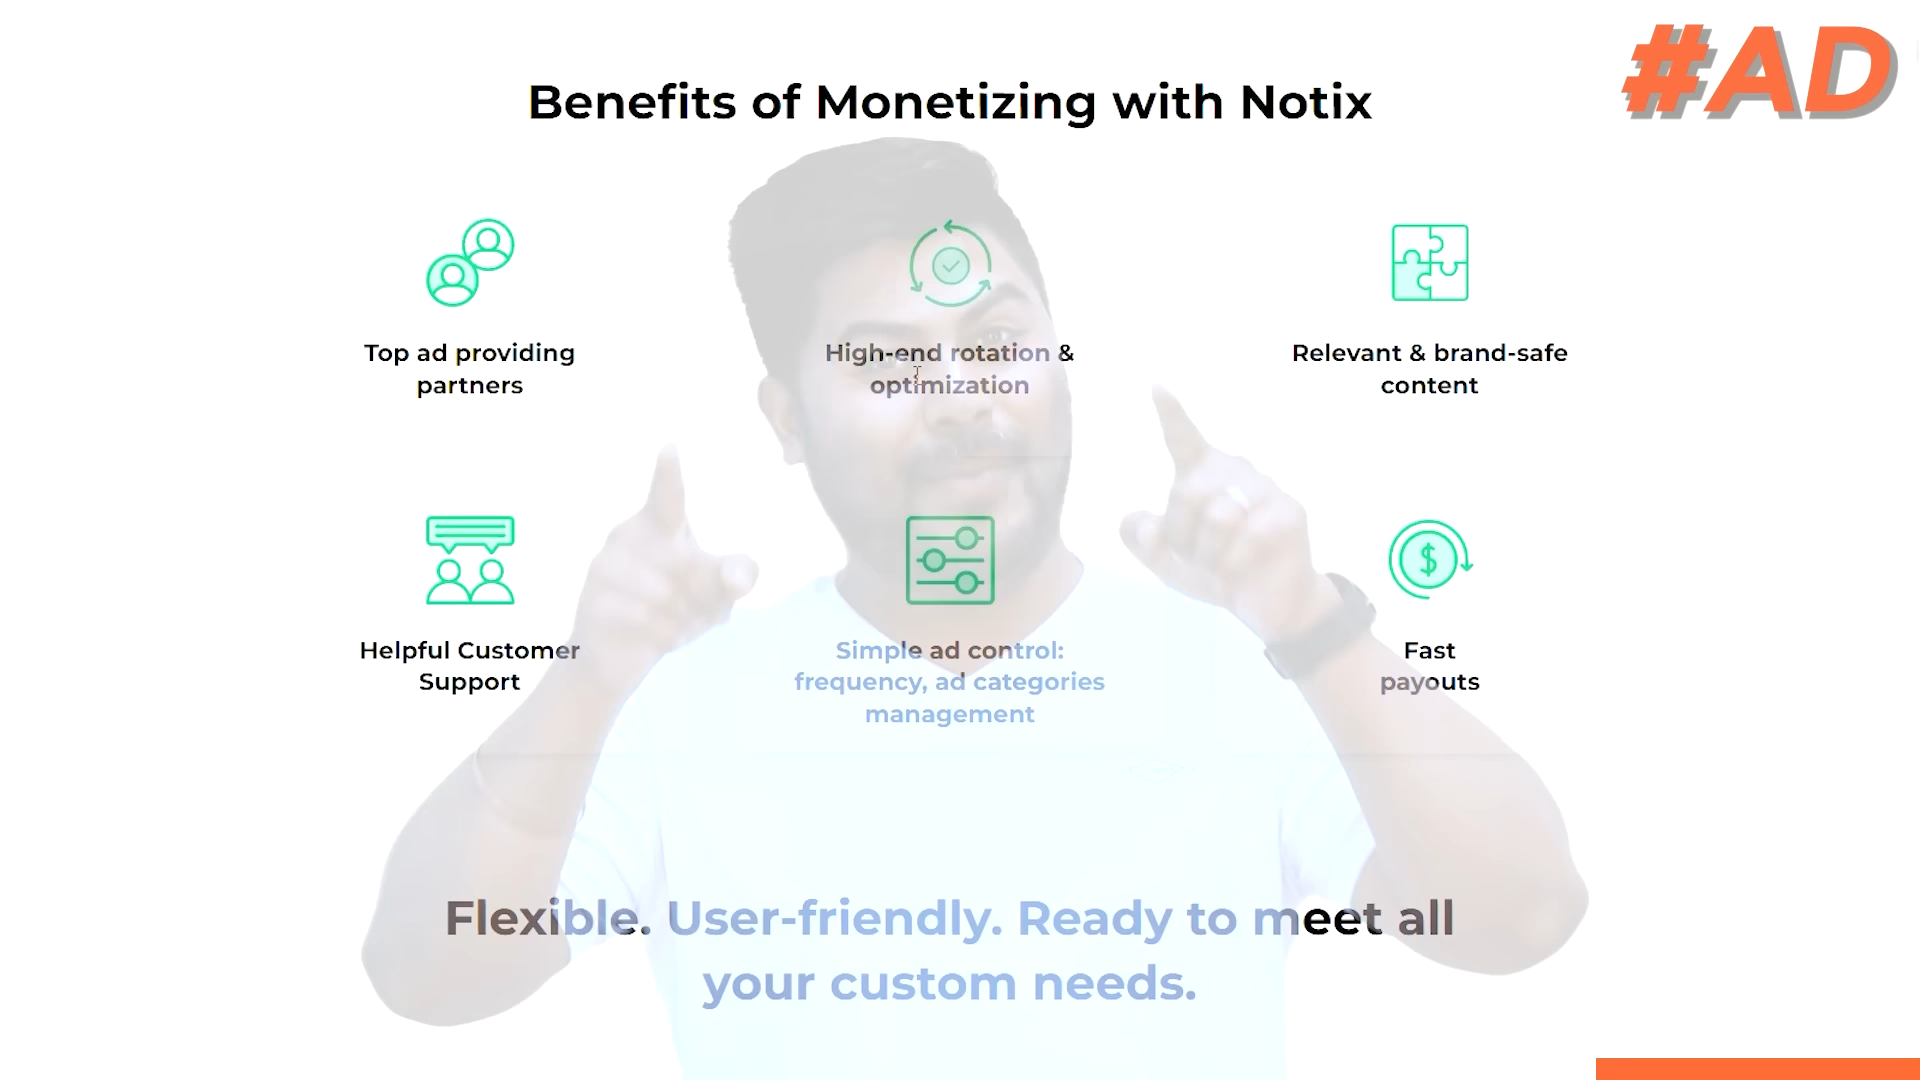 #AD
Benefits of Monetizing with Notix
Top ad providing
partners
High-end rotation &
optimization
Relevant & brand-safe
content
Helpful Customer
Support
Simple ad control:
frequency, ad categories
management
Fast
payouts
$
Flexible. User-friendly. Ready to meet all
your custom needs.